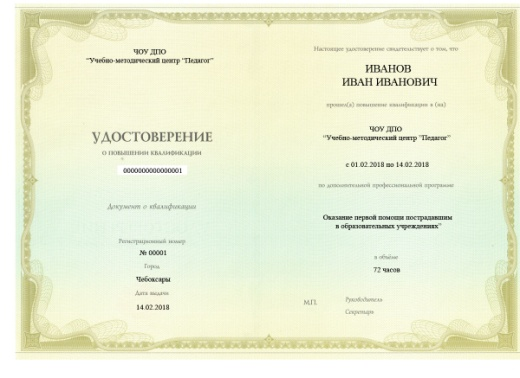 ЧОУ ДПО
"Учебно-методический центр "Педагог"
УДОСТОВЕРЕНИЕ
О ПОВЫШЕНИИ КВАЛИФИКАЦИИ
0000000000000001
Документ о квалификации
Регистрационный номер
№ 00001
Город
Чебоксары
Дата выдачи
14.02.2018
Настоящее удостоверение свидетельствует о том, что
ИВАНОВ
ИВАН ИВАНОВИЧ
прошел(а) повышение квалификации в (на)
ЧОУ ДПО
"Учебно-методический центр "Педагог"
с 01.02.2018 по 14.02.2018
по дополнительной профессиональной программе
Оказание первой помощи пострадавшим
в образовательных учреждениях"
в объёме
72 часов
М.П.
Руководитель
Секретарь